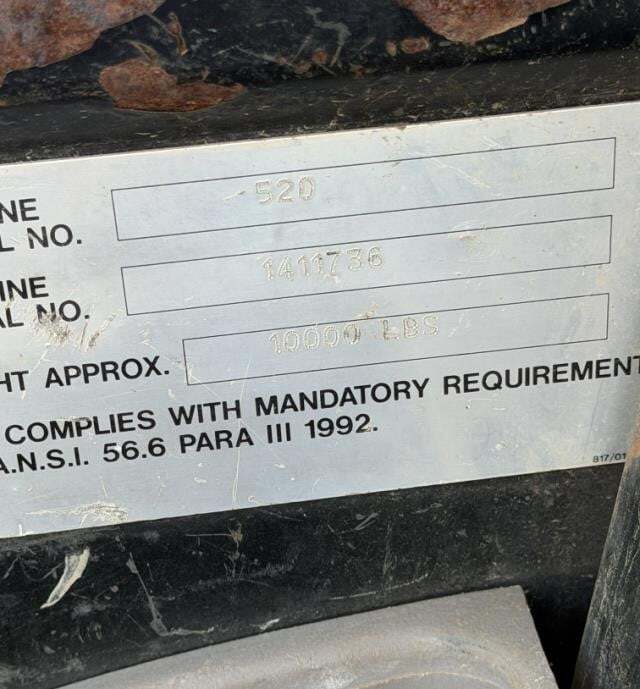 NE 520
L NO.
INE 1411736
AL NO.
HT APPROX. 10000 LBS
COMPLIES WITH MANDATORY REQUIREMENT
A.N.S.I. 56.6 PARA III 1992.
817/01